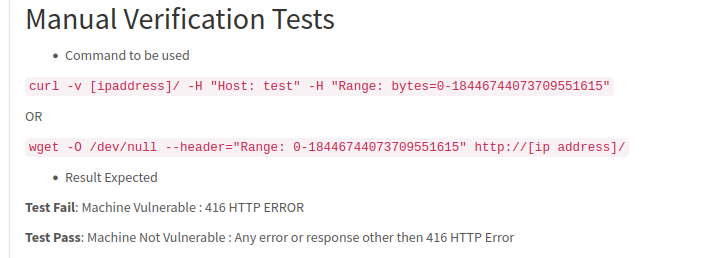 Manual Verification Tests
• Command to be used
curl -v [ipaddress]/ -H "Host: test" -H "Range: bytes=0-18446744073709551615"
OR
wget -O /dev/null --header="Range: 0-18446744073709551615" http://[ip address]/
• Result Expected
Test Fail: Machine Vulnerable : 416 HTTP ERROR
Test Pass: Machine Not Vulnerable : Any error or response other then 416 HTTP Error